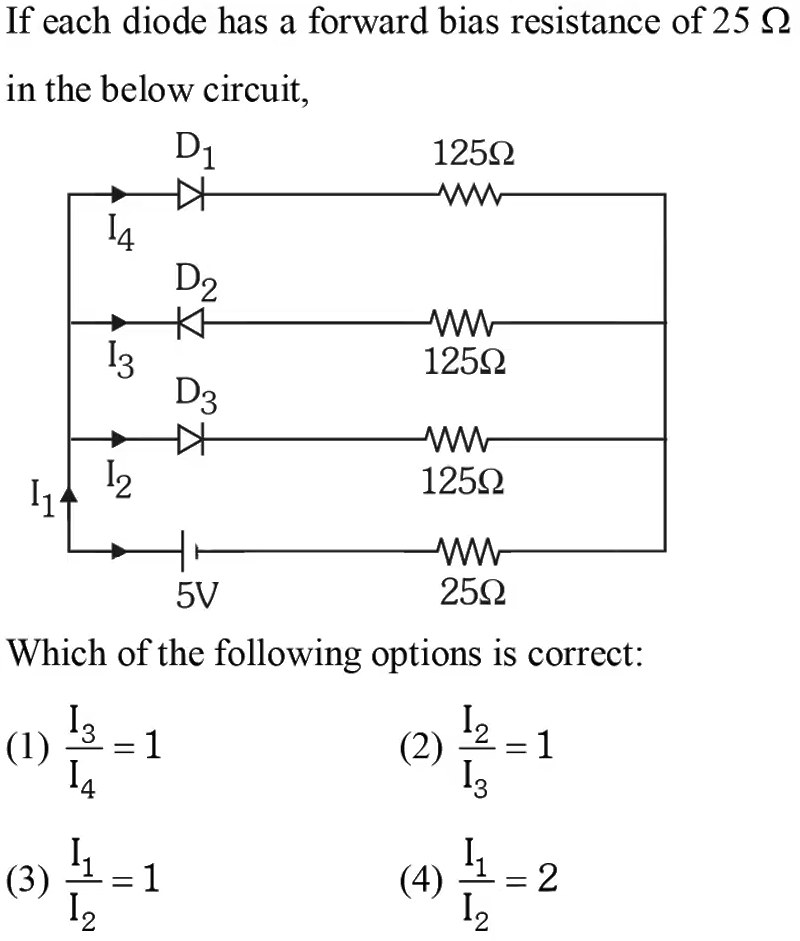 If each diode has a forward bias resistance of 25 Ω
in the below circuit,
D₁
125Ω
I₄
D₂
I₃
125Ω
D₃
I₂
125Ω
I₁
5V
25Ω
Which of the following options is correct:
(1) I₃/I₄ = 1 (2) I₂/I₃ = 1
(3) I₁/I₂ = 1 (4) I₁/I₂ = 2